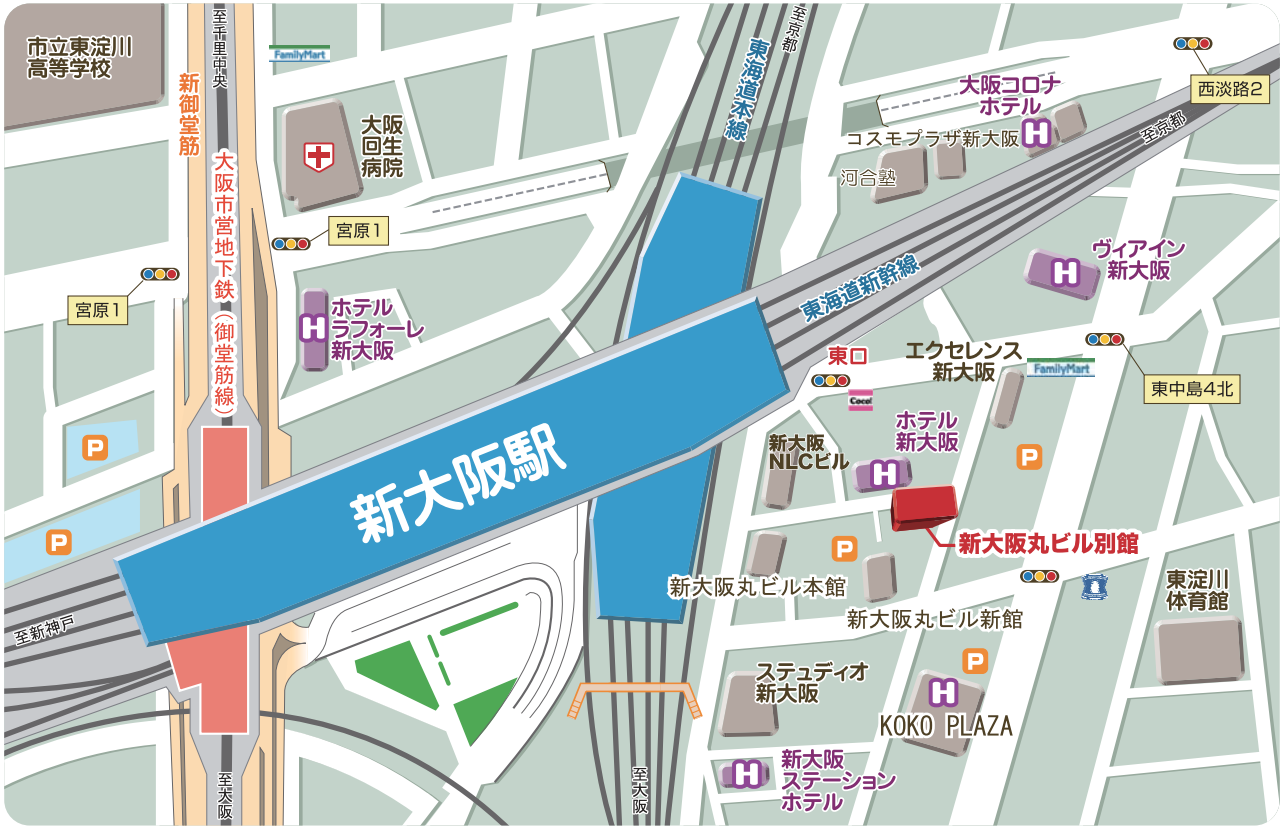 市立東淀川
高等学校
至千里中央
FamilyMart
新御堂筋
大阪
回生
病院
宮原1
宮原1
大阪市営地下鉄(御堂筋線)
ホテル
ラフォーレ
新大阪
至京都
東海道本線
大阪コロナ
ホテル
コスモプラザ新大阪
河合塾
西淡路2
至京都
東海道新幹線
ヴィアイン
新大阪
東口
Coco!
エクセレンス
新大阪
FamilyMart
東中島4北
新大阪駅
ホテル
新大阪
新大阪
NLCビル
新大阪丸ビル別館
新大阪丸ビル本館
新大阪丸ビル新館
東淀川
体育館
至新神戸
ステュディオ
新大阪
KOKO PLAZA
新大阪
ステーション
ホテル
至大阪
至大阪
H
H
H
H
H
H
P
P
P
P
P